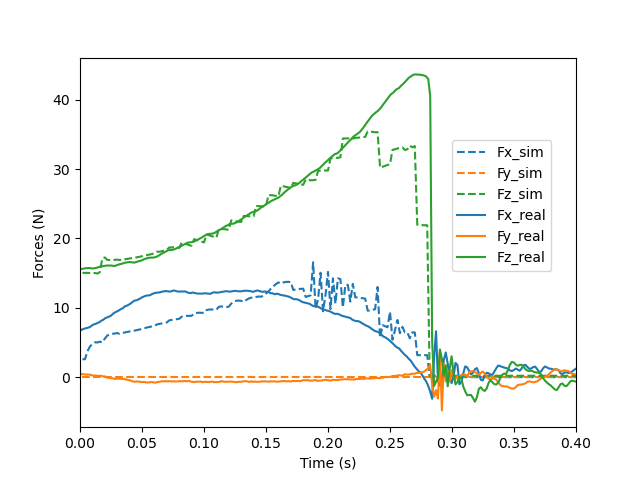 Forces (N)
40
30
20
10
0
Fx_sim
Fy_sim
Fz_sim
Fx_real
Fy_real
Fz_real
0.00 0.05 0.10 0.15 0.20 0.25 0.30 0.35 0.40
Time (s)